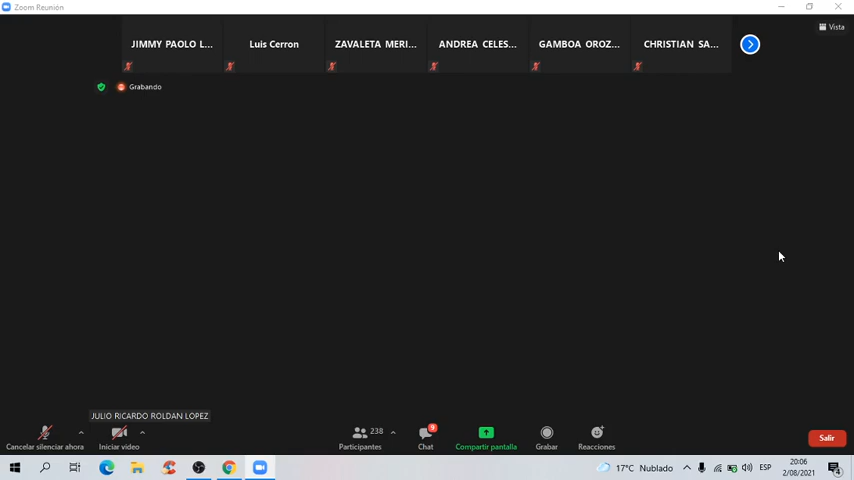 Zoom Reunión
Vista
JIMMY PAOLO L... Luis Cerron ZAVALETA MERI... ANDREA CELES... GAMBOA OROZ... CHRISTIAN SA...
Grabando
JULIO RICARDO ROLDAN LOPEZ
238 9
Cancelar silenciar ahora Iniciar video Participantes Chat Compartir pantalla Grabar Reacciones Salir
17°C Nublado ESP 20:06
2/08/2021 4